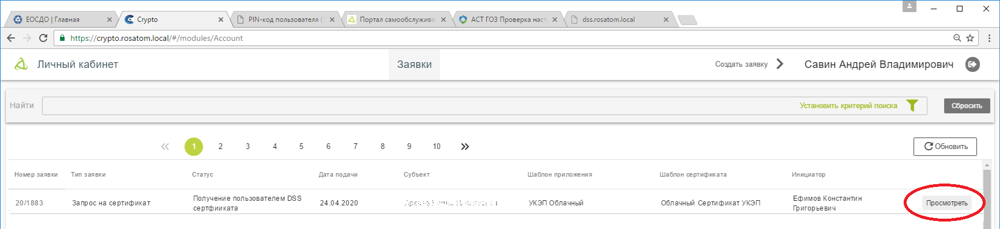 ЕОСДО | Главная
Crypto
PIN-код пользователя (
Портал самообслужива
АСТ ГОЗ Проверка наст
dss.rosatom.local
https://crypto.rosatom.local/#/modules/Account
Личный кабинет
Заявки
Создать заявку
Савин Андрей Владимирович
Найти
Установить критерий поиска
Сбросить
1 2 3 4 5 6 7 8 9 10
Обновить
Номер заявки Тип заявки Статус Дата подачи Субъект Шаблон приложения Шаблон сертификата Инициатор
20/1883 Запрос на сертификат Получение пользователем DSS сертфииката 24.04.2020 УКЭП Облачный Облачный Сертификат УКЭП Ефимов Константин Григорьевич Просмотреть